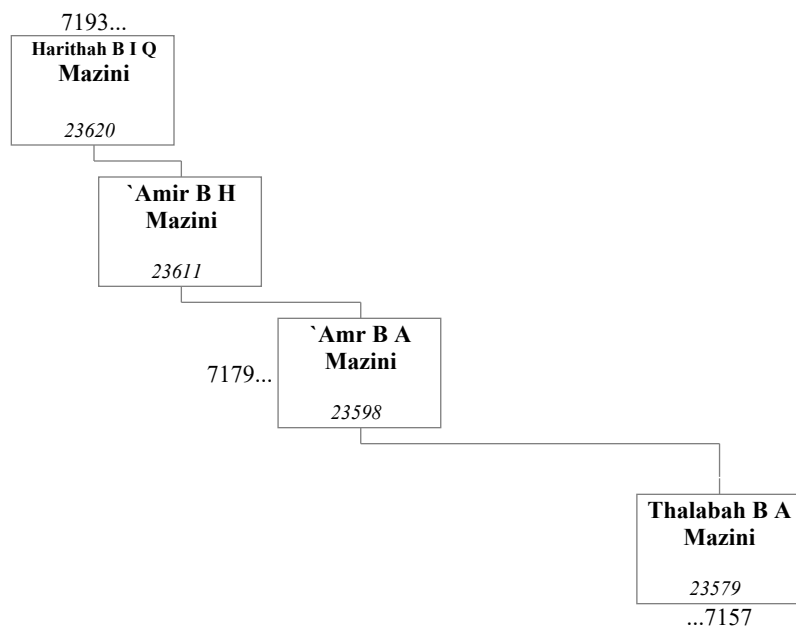 7193...
Harithah B I Q
Mazini
23620
`Amir B H
Mazini
23611
`Amr B A
Mazini
7179...
23598
Thalabah B A
Mazini
23579
...7157